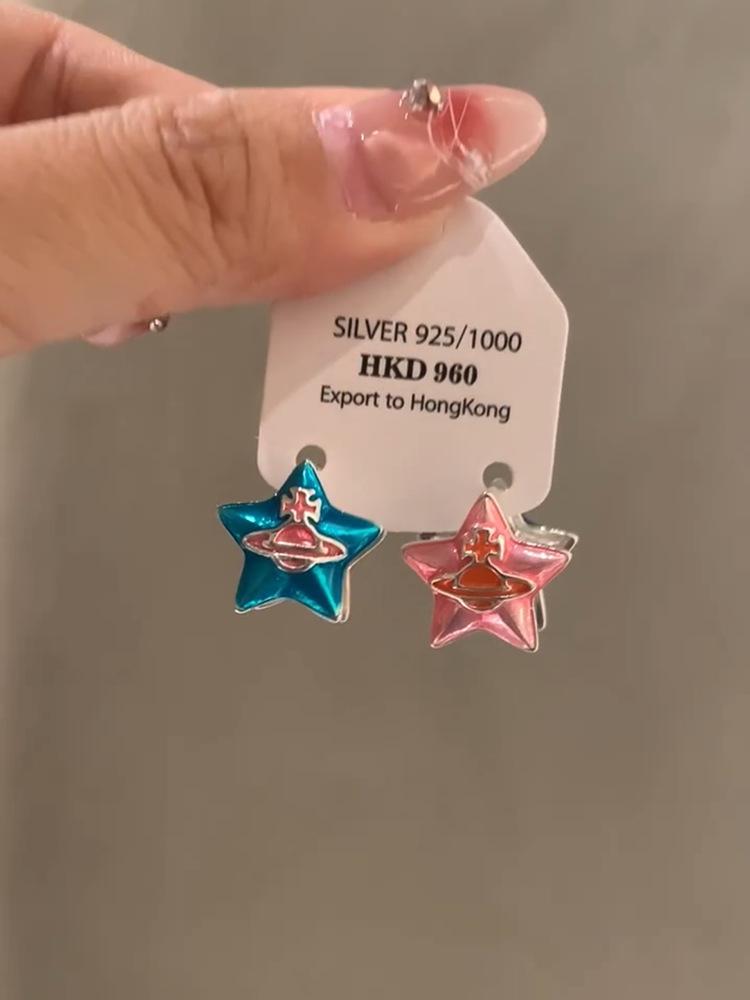 SILVER 925/1000
HKD 960
Export to HongKong